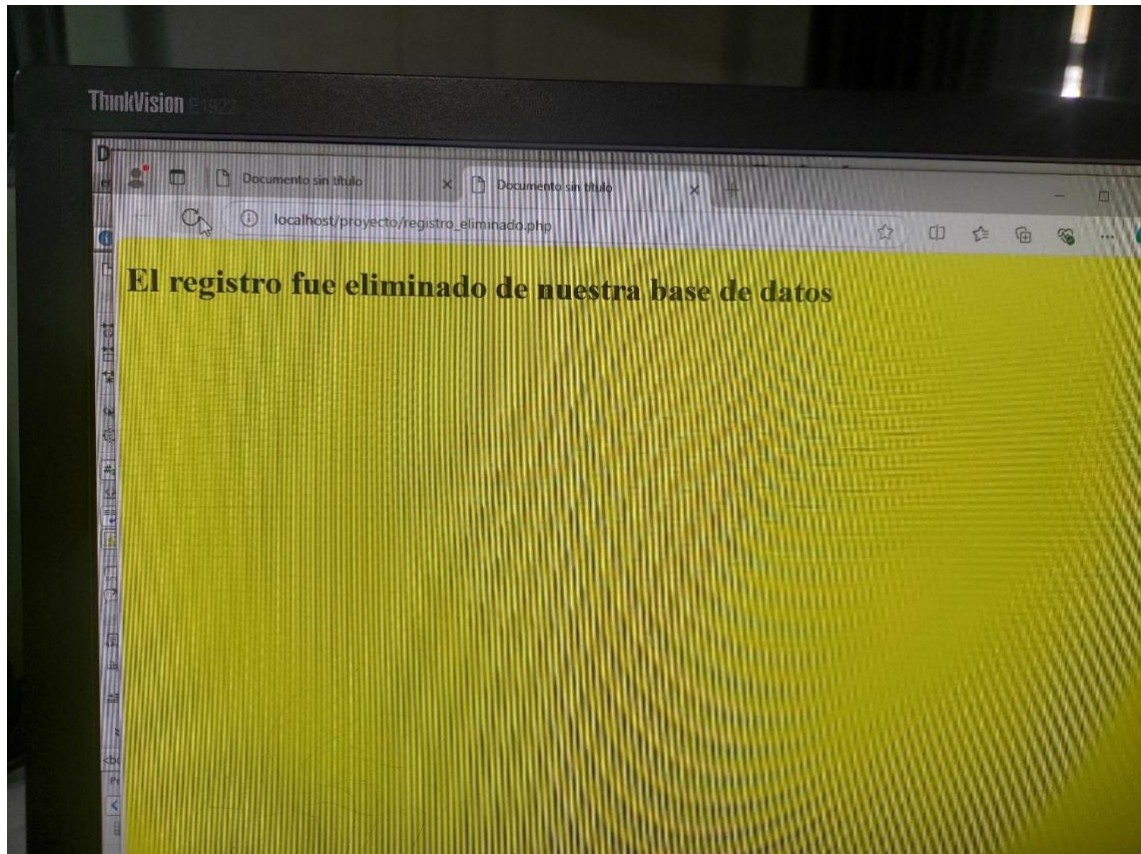 ThinkVision E1922
Documento sin título
Documento sin título
localhost/proyecto/registro_eliminado.php
El registro fue eliminado de nuestra base de datos